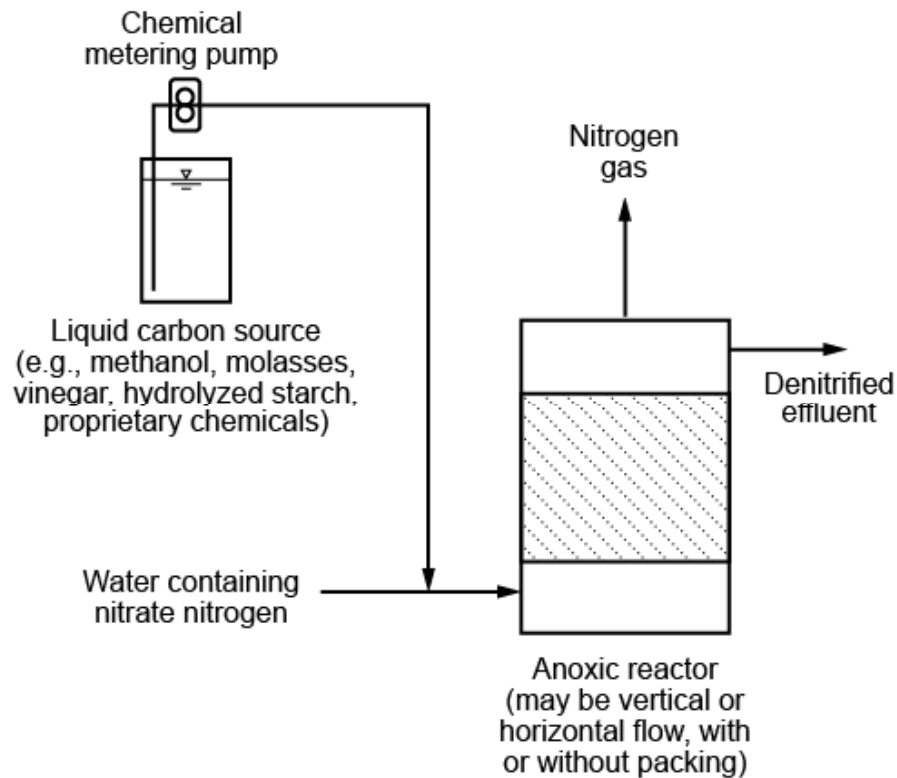 Chemical
metering pump
Nitrogen
gas
Liquid carbon source
(e.g., methanol, molasses,
vinegar, hydrolyzed starch,
proprietary chemicals)
Denitrified
effluent
Water containing
nitrate nitrogen
Anoxic reactor
(may be vertical or
horizontal flow, with
or without packing)